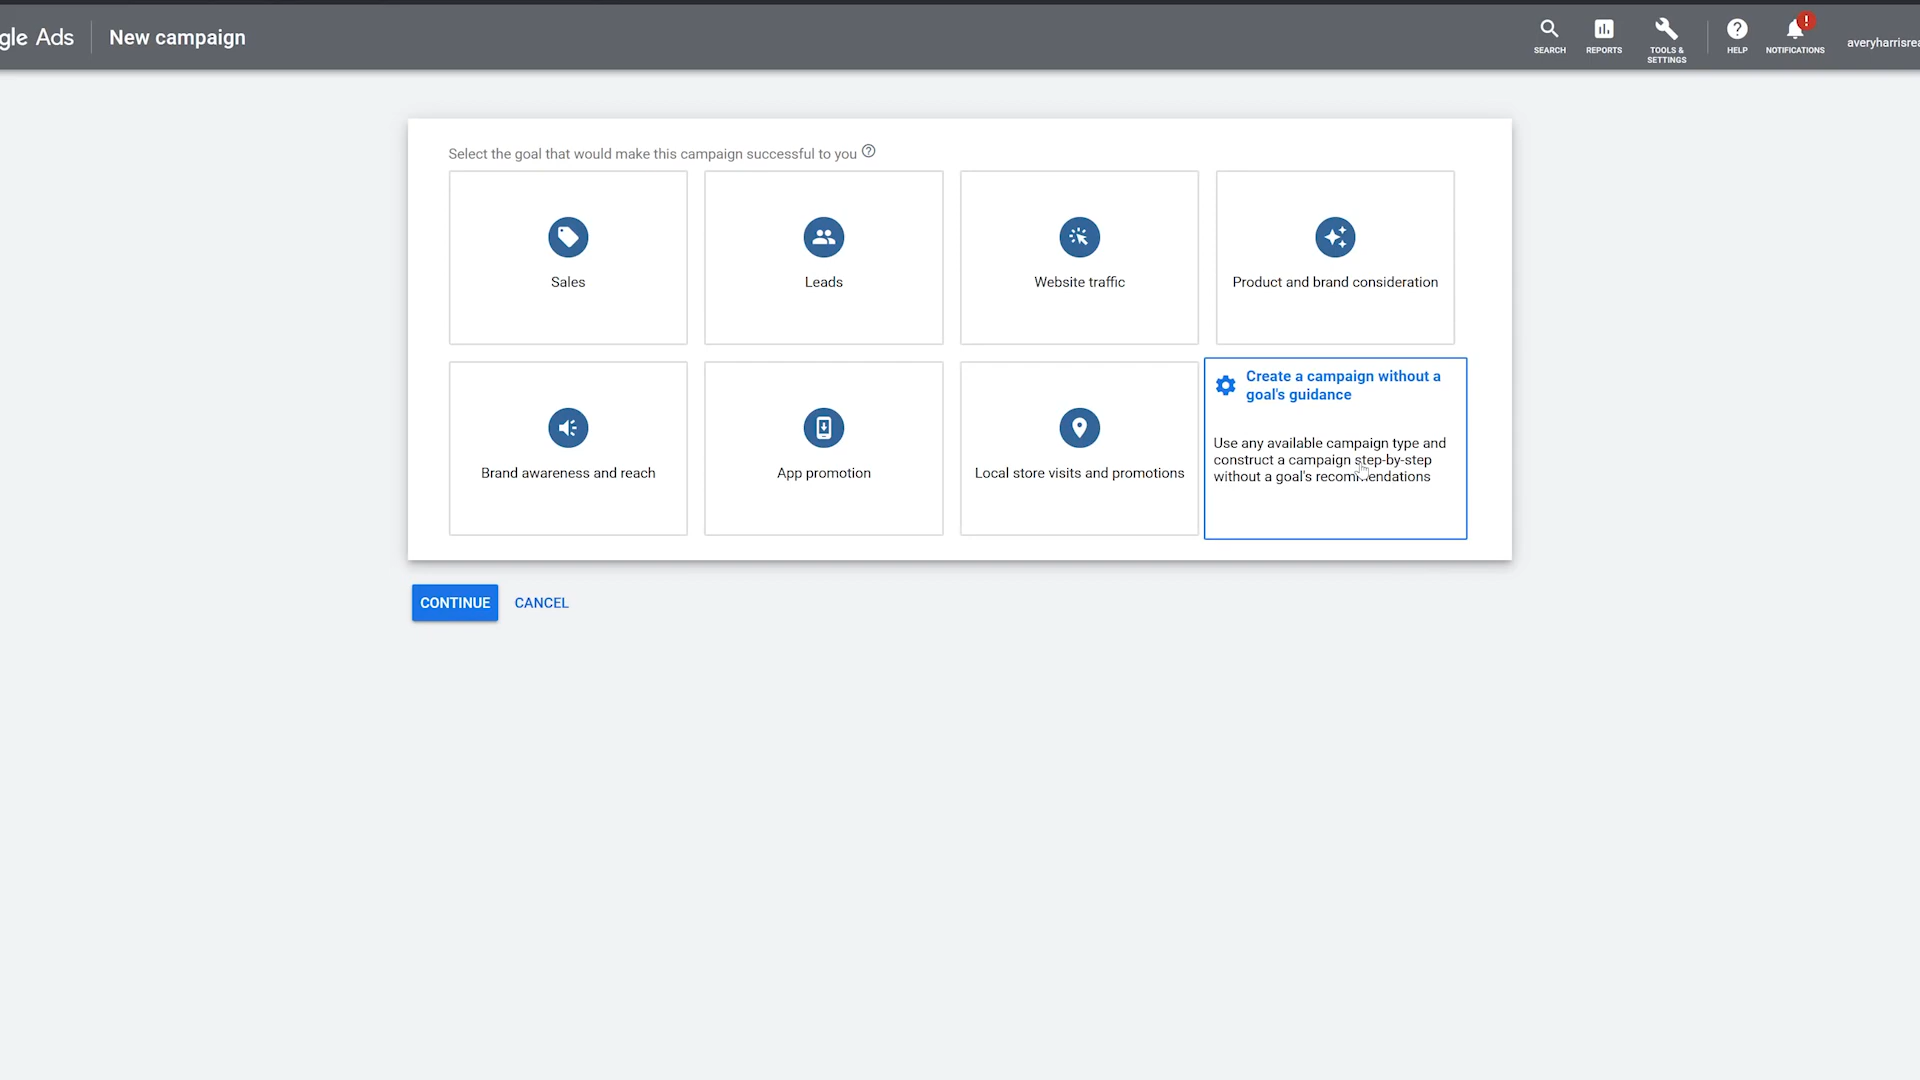 gle Ads
New campaign
SEARCH
REPORTS
TOOLS &
SETTINGS
HELP
!
NOTIFICATIONS
averyharrisrea
Select the goal that would make this campaign successful to you
Sales
Leads
Website traffic
Product and brand consideration
Brand awareness and reach
App promotion
Local store visits and promotions
Create a campaign without a
goal's guidance
Use any available campaign type and
construct a campaign step-by-step
without a goal's recommendations
CONTINUE
CANCEL